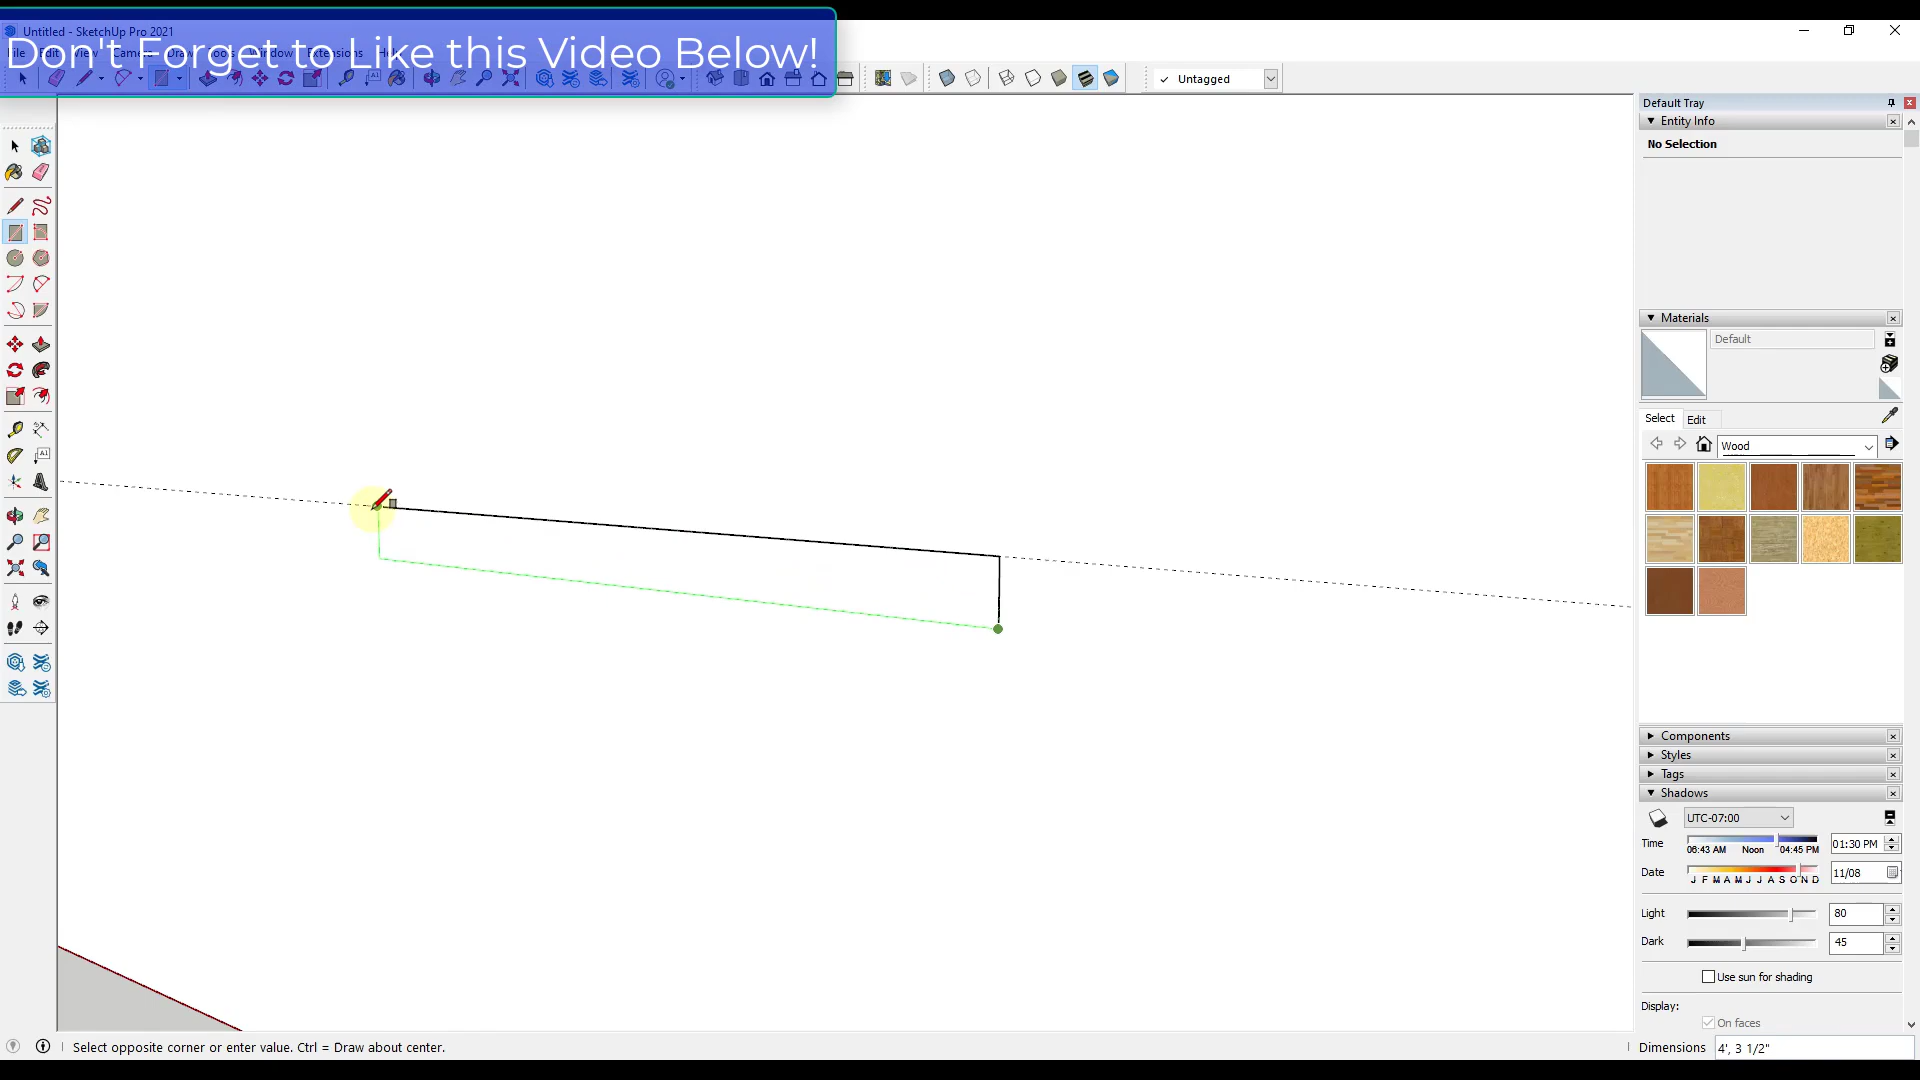 Untitled - SketchUp Pro 2021
Don't Forget to Like this Video Below!
Untagged
Default Tray
Entity Info
No Selection
Materials
Default
Select Edit
Wood
Components
Styles
Tags
Shadows
UTC-07:00
Time 06:43 AM Noon 04:45 PM 01:30 PM
Date J F M A M J J A S O N D 11/08
Light 80
Dark 45
Use sun for shading
Display:
On faces
Select opposite corner or enter value. Ctrl = Draw about center.
Dimensions 4', 3 1/2"